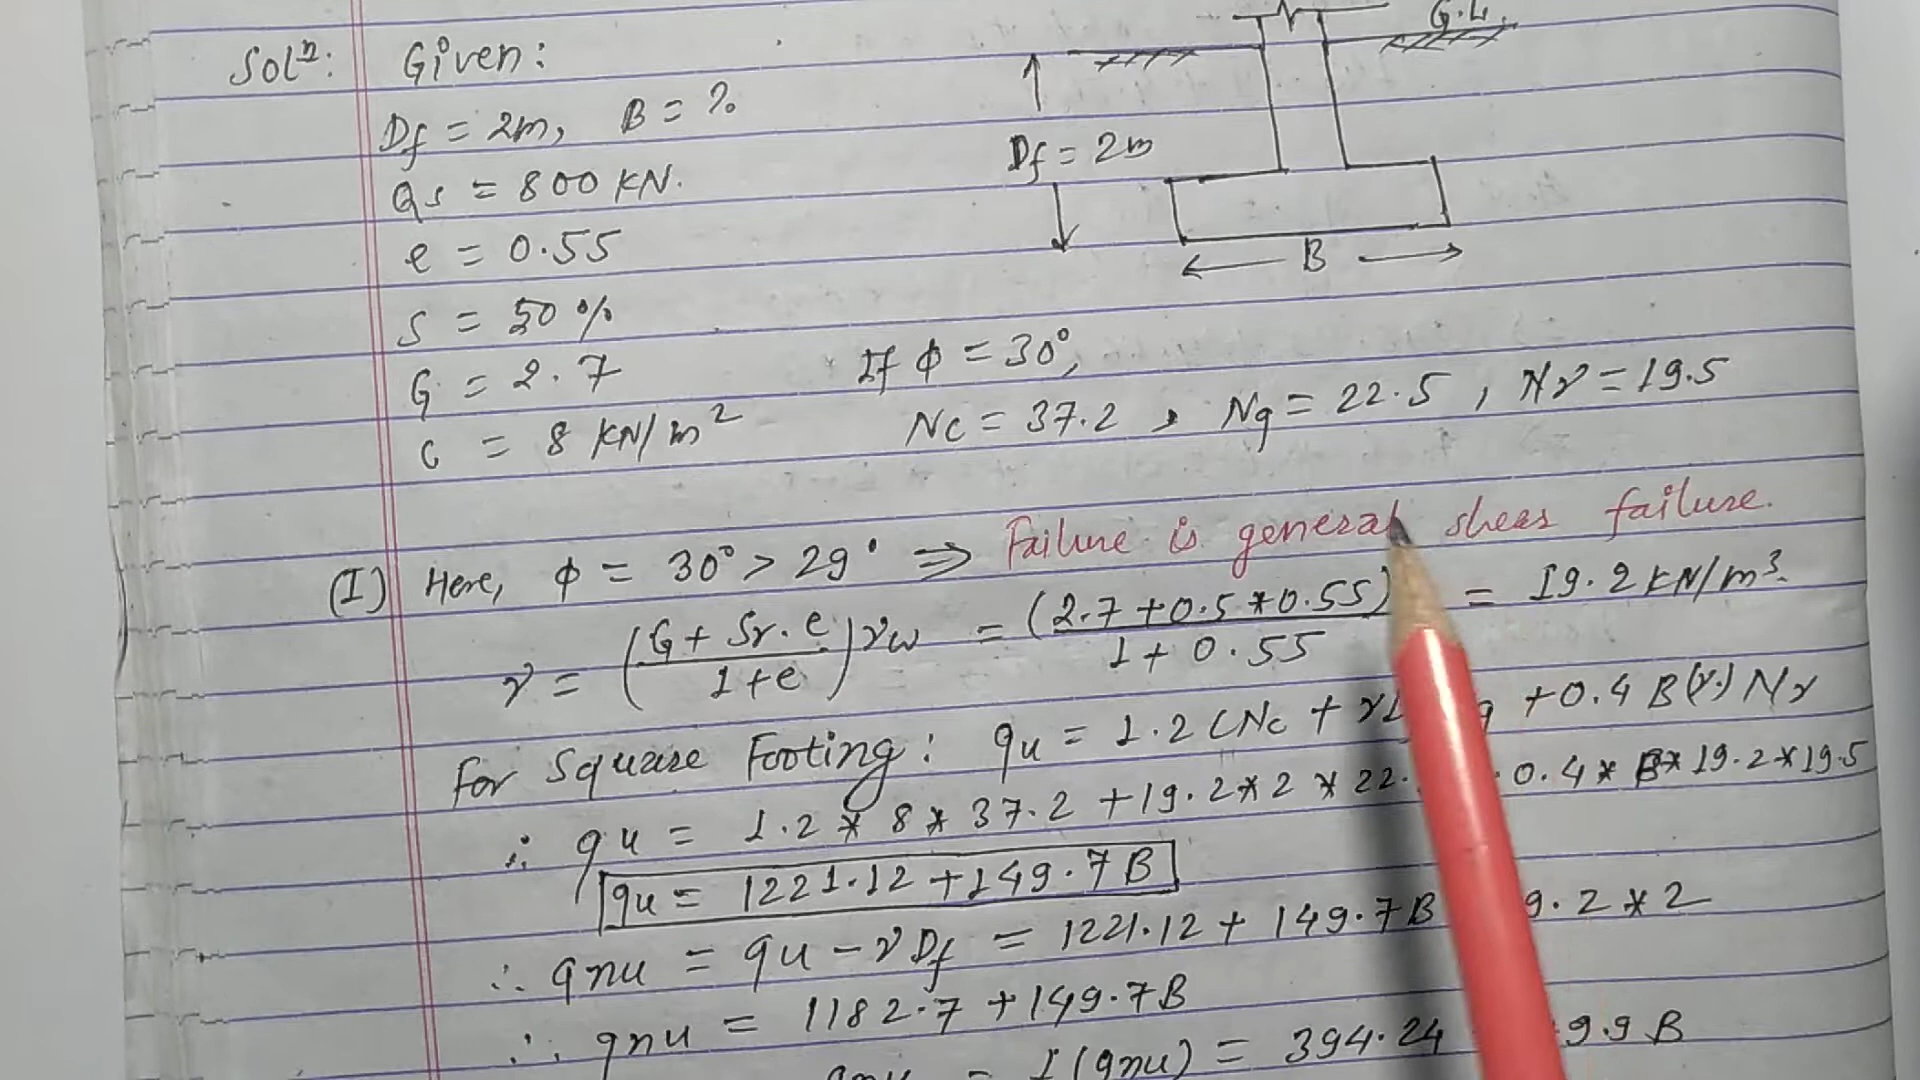 Solⁿ: Given:
G.L.
Df = 2m, B = ?
Df = 2m
Qs = 800 KN.
e = 0.55
B
S = 50%
G = 2.7
If φ = 30°,
C = 8 KN/m²
Nc = 37.2, Nq = 22.5, Nγ = 19.5
(I) Here, φ = 30° > 29° ⇒ Failure is general shear failure.
γ = (G + Sr.e / 1+e) γw = (2.7 + 0.5 * 0.55) / 1 + 0.55 = 19.2 KN/m³.
For Square Footing: qu = 1.2 CNc + γ + 0.4 B(γ) Nγ
∴ qu = 1.2 * 8 * 37.2 + 19.2 * 2 * 22. 0.4 * B * 19.2 * 19.5
qu = 1221.12 + 149.7 B
∴ qnu = qu - γDf = 1221.12 + 149.7B 9.2 * 2
∴ qnu = 1182.7 + 149.7B
(qnu) = 394.24 9.9 B